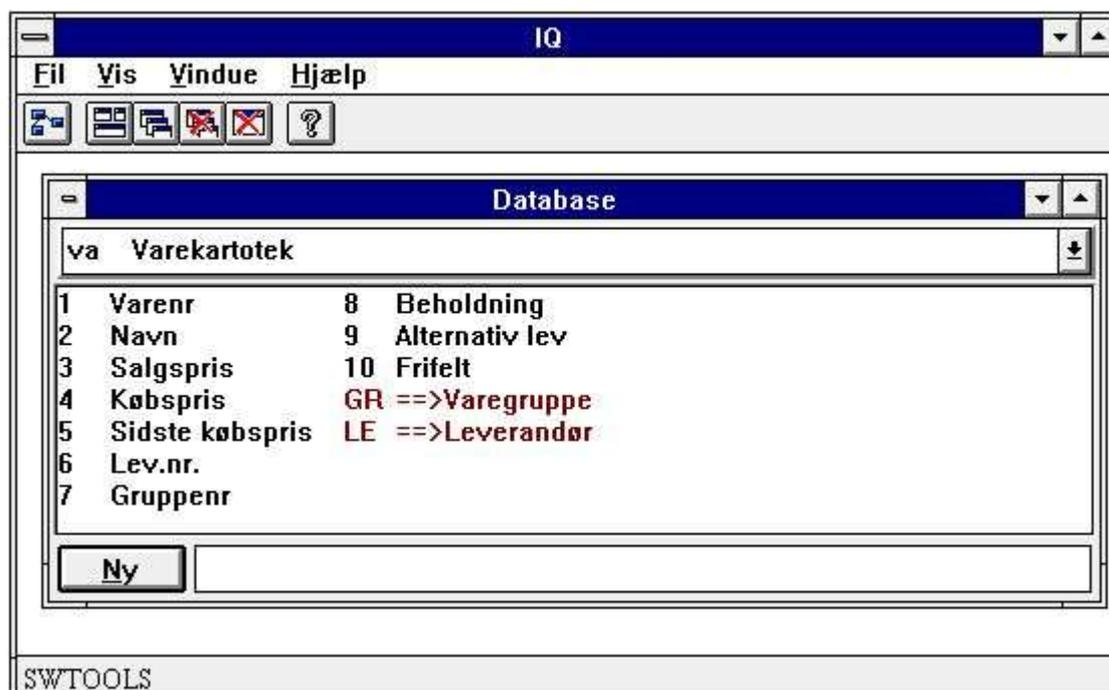 IQ
Fil Vis Vindue Hjælp
Database
va Varekartotek
1 Varenr 8 Beholdning
2 Navn 9 Alternativ lev
3 Salgspris 10 Frifelt
4 Købspris GR ==>Varegruppe
5 Sidste købspris LE ==>Leverandør
6 Lev.nr.
7 Gruppenr
Ny
SWTOOLS